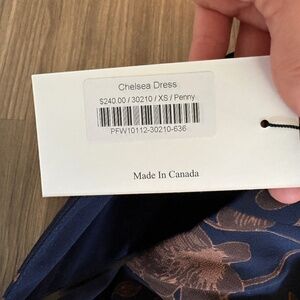 Chelsea Dress
$240.00 / 30210 / XS / Penny
PFW10112-30210-636
Made In Canada